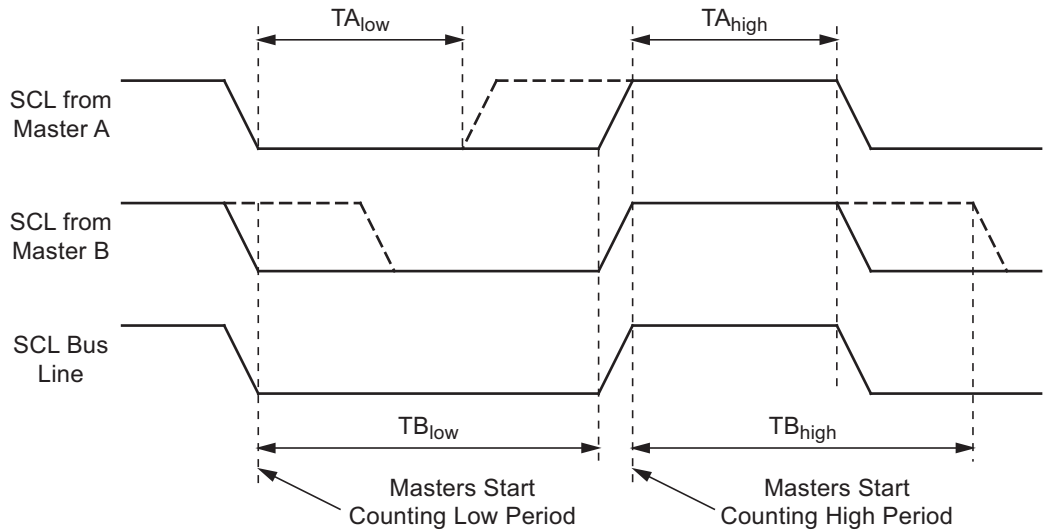 TAlow
TAhigh
SCL from
Master A
SCL from
Master B
SCL Bus
Line
TBlow
TBhigh
Masters Start
Counting Low Period
Masters Start
Counting High Period